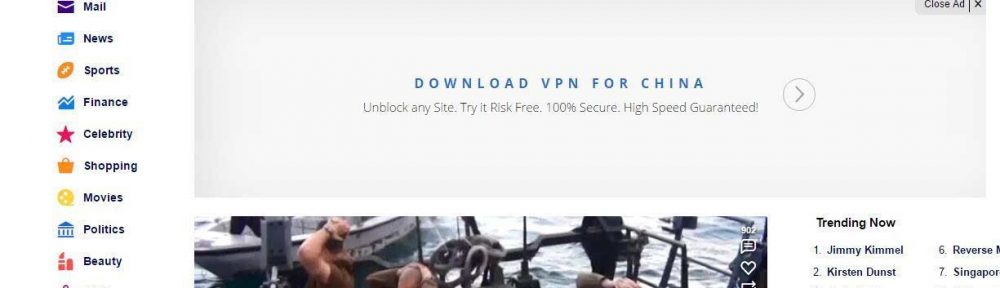 Close Ad | ✕
Mail
News
Sports
Finance
Celebrity
Shopping
Movies
Politics
Beauty
DOWNLOAD VPN FOR CHINA
Unblock any Site. Try it Risk Free. 100% Secure. High Speed Guaranteed!
902
Trending Now
1. Jimmy Kimmel
2. Kirsten Dunst
6. Reverse
7. Singapor